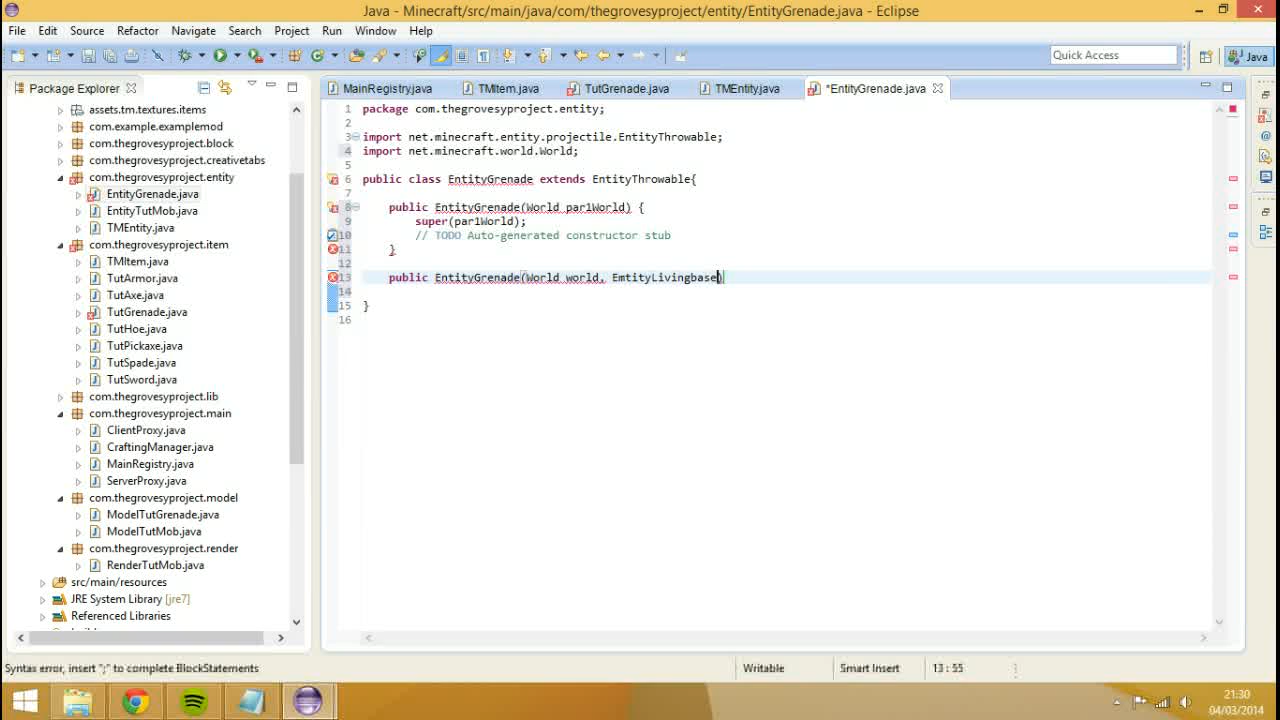 Java - Minecraft/src/main/java/com/thegrovesyproject/entity/EntityGrenade.java - Eclipse
File Edit Source Refactor Navigate Search Project Run Window Help
Quick Access
Java
Package Explorer
MainRegistry.java TMItem.java TutGrenade.java TMEntity.java *EntityGrenade.java
assets.tm.textures.items
com.example.examplemod
com.thegrovesyproject.block
com.thegrovesyproject.creativetabs
com.thegrovesyproject.entity
EntityGrenade.java
EntityTutMob.java
TMEntity.java
com.thegrovesyproject.item
TMItem.java
TutArmor.java
TutAxe.java
TutGrenade.java
TutHoe.java
TutPickaxe.java
TutSpade.java
TutSword.java
com.thegrovesyproject.lib
com.thegrovesyproject.main
ClientProxy.java
CraftingManager.java
MainRegistry.java
ServerProxy.java
com.thegrovesyproject.model
ModelTutGrenade.java
ModelTutMob.java
com.thegrovesyproject.render
RenderTutMob.java
src/main/resources
JRE System Library [jre7]
Referenced Libraries
1 package com.thegrovesyproject.entity;
2
3 import net.minecraft.entity.projectile.EntityThrowable;
4 import net.minecraft.world.World;
5
6 public class EntityGrenade extends EntityThrowable{
7
8 public EntityGrenade(World par1World) {
9 super(par1World);
10 // TODO Auto-generated constructor stub
11 }
12
13 public EntityGrenade(World world, EmtityLivingbase)
14
15 }
16
Syntax error, insert ";" to complete BlockStatements
Writable
Smart Insert
13 : 55
21:30
04/03/2014